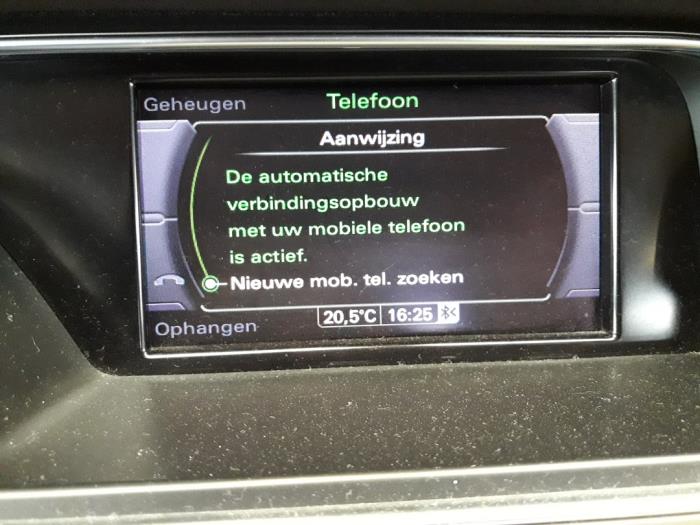 Geheugen
Telefoon
Aanwijzing
De automatische
verbindingsopbouw
met uw mobiele telefoon
is actief.
Nieuwe mob. tel. zoeken
Ophangen
20,5°C 16:25